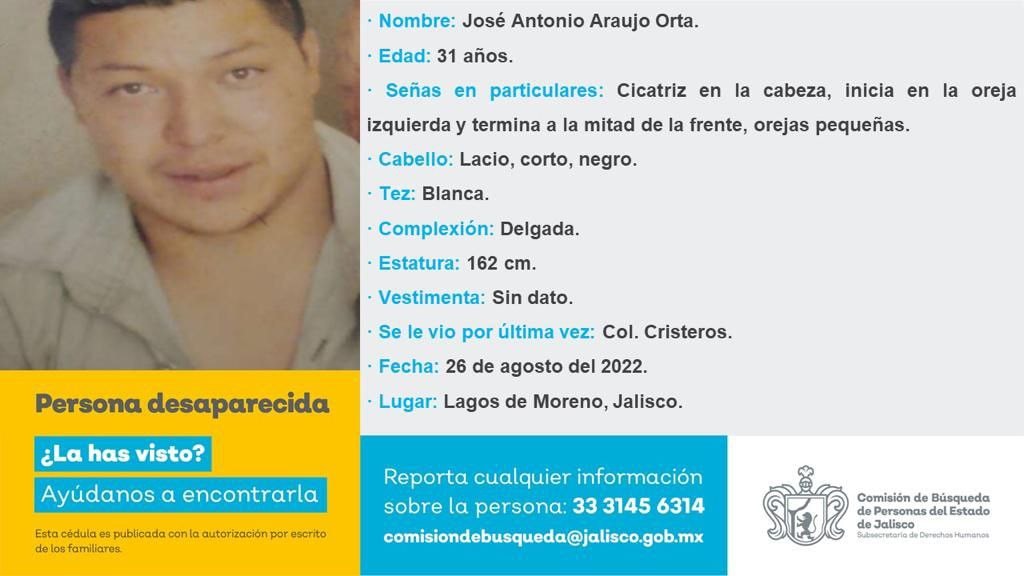 · Nombre: José Antonio Araujo Orta.
· Edad: 31 años.
· Señas en particulares: Cicatriz en la cabeza, inicia en la oreja
izquierda y termina a la mitad de la frente, orejas pequeñas.
· Cabello: Lacio, corto, negro.
· Tez: Blanca.
· Complexión: Delgada.
· Estatura: 162 cm.
· Vestimenta: Sin dato.
· Se le vio por última vez: Col. Cristeros.
· Fecha: 26 de agosto del 2022.
· Lugar: Lagos de Moreno, Jalisco.
Persona desaparecida
¿La has visto?
Ayúdanos a encontrarla
Esta cédula es publicada con la autorización por escrito
de los familiares.
Reporta cualquier información
sobre la persona: 33 3145 6314
comisiondebusqueda@jalisco.gob.mx
Comisión de Búsqueda
de Personas del Estado
de Jalisco
Subsecretaría de Derechos Humanos